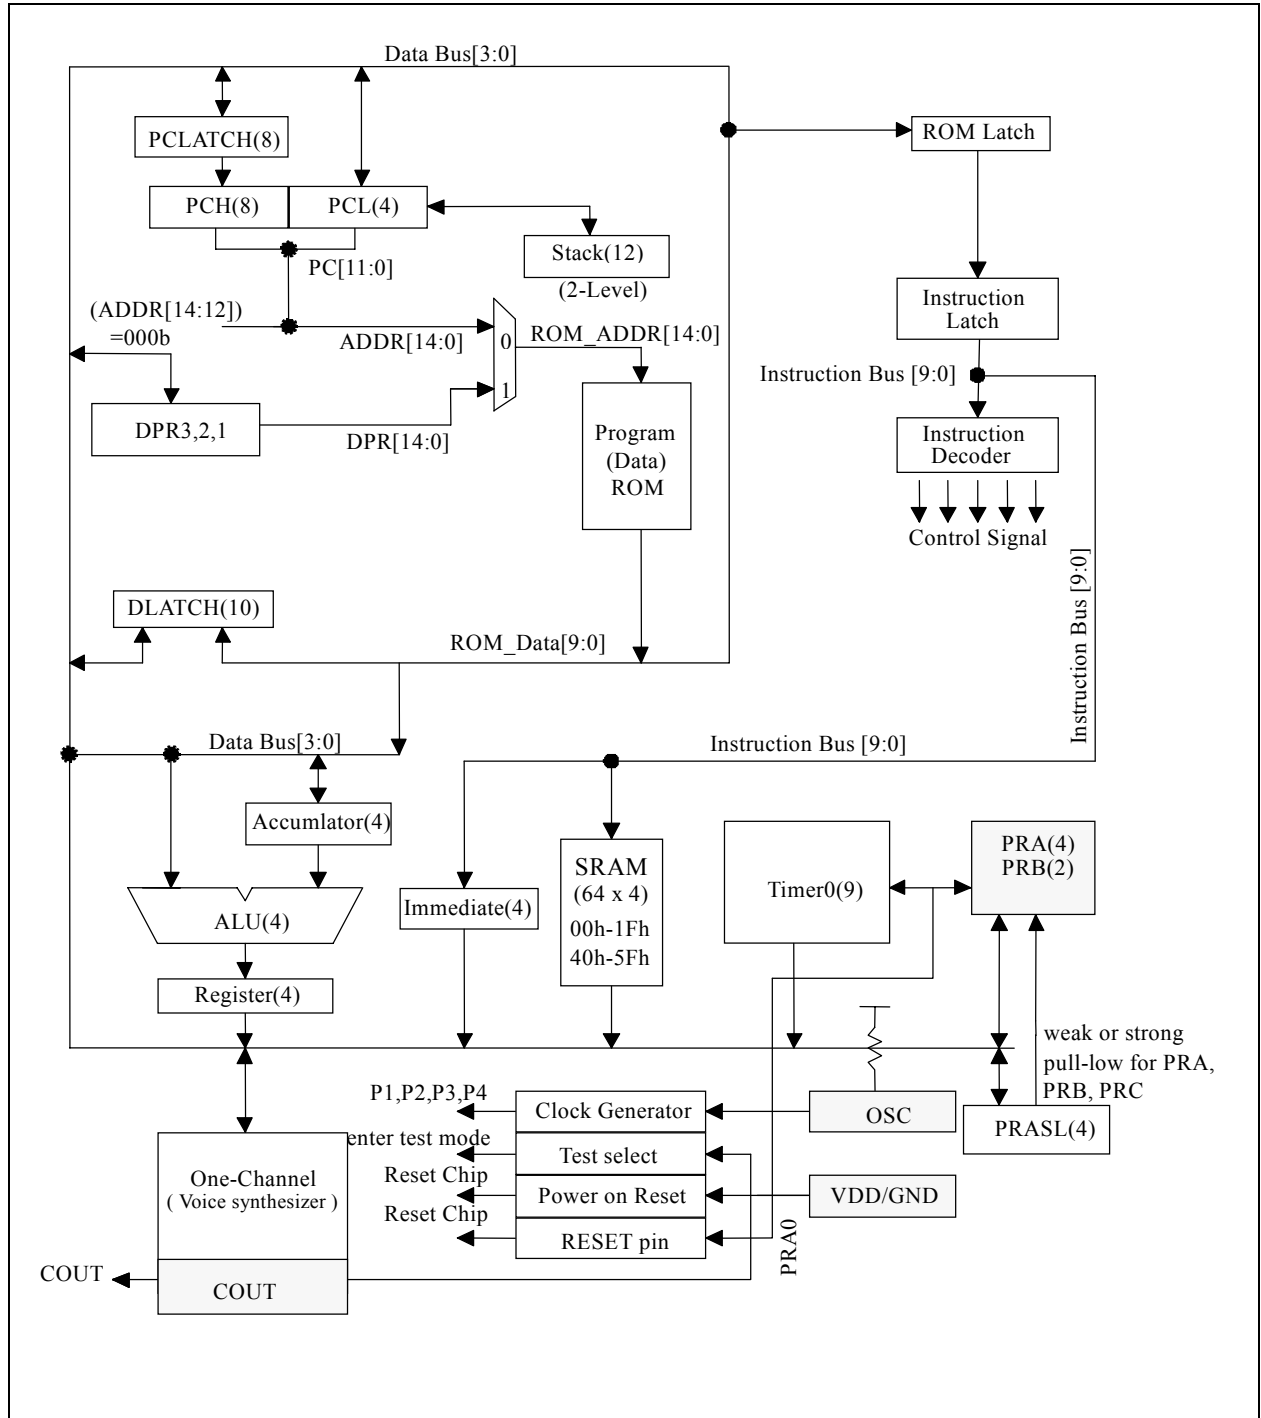 Data Bus[3:0]
PCLATCH(8)
ROM Latch
PCH(8)
PCL(4)
Stack(12)
(2-Level)
PC[11:0]
(ADDR[14:12])
=000b
ADDR[14:0]
0
1
ROM_ADDR[14:0]
Instruction
Latch
Instruction Bus [9:0]
DPR3,2,1
DPR[14:0]
Program
(Data)
ROM
Instruction
Decoder
Control Signal
Instruction Bus [9:0]
DLATCH(10)
ROM_Data[9:0]
Data Bus[3:0]
Instruction Bus [9:0]
Accumlator(4)
ALU(4)
Register(4)
Immediate(4)
SRAM
(64 x 4)
00h-1Fh
40h-5Fh
Timer0(9)
PRA(4)
PRB(2)
weak or strong
pull-low for PRA,
PRB, PRC
PRASL(4)
P1,P2,P3,P4
Clock Generator
OSC
enter test mode
Test select
Reset Chip
Power on Reset
VDD/GND
Reset Chip
RESET pin
PRA0
One-Channel
( Voice synthesizer )
COUT
COUT